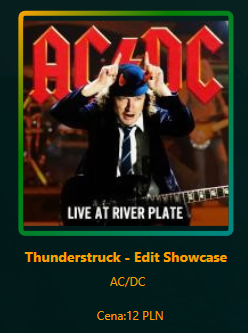 AC⚡DC
LIVE AT RIVER PLATE
Thunderstruck - Edit Showcase
AC/DC
Cena:12 PLN